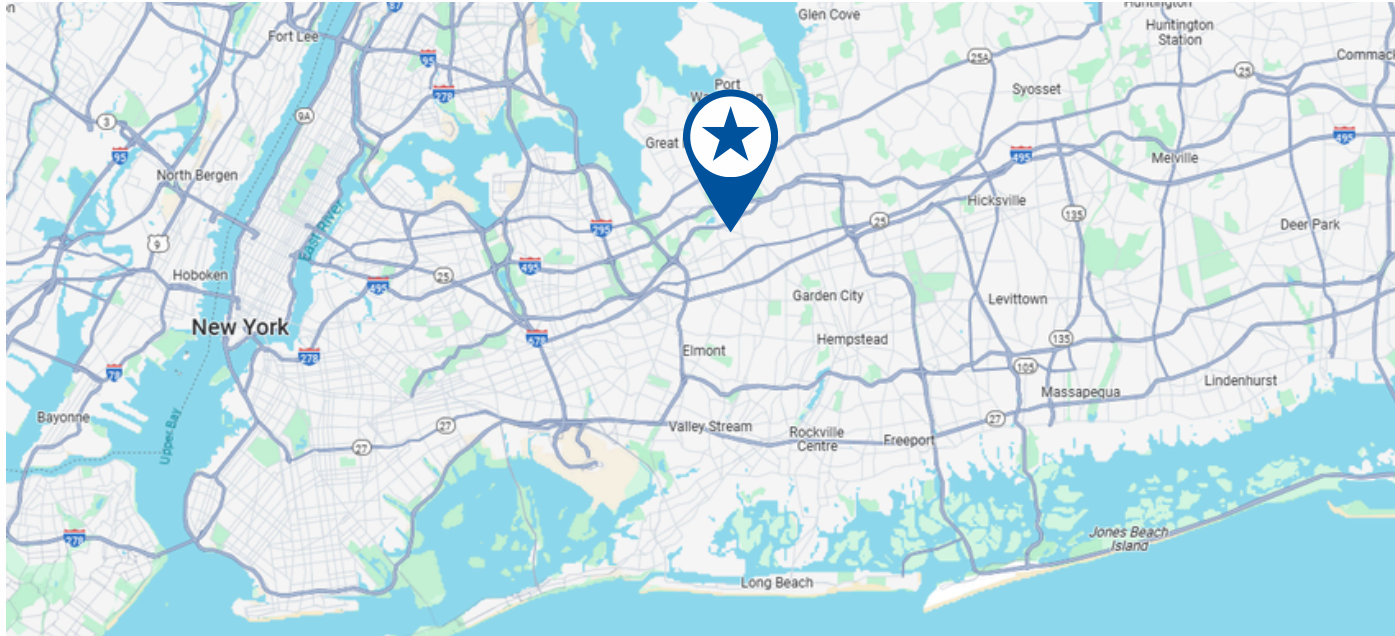 Glen Cove
Huntington
Huntington
Station
Fort Lee
87
95
25A
Commack
25
278
Port
Syosset
9A
3
Great
495
95
495
Melville
North Bergen
Hicksville
135
East River
295
25
Deer Park
9
495
Hoboken
25
495
Garden City
Levittown
New York
678
Hempstead
135
Elmont
278
105
78
Massapequa
Lindenhurst
Bayonne
27
27
Valley Stream
Rockville
Centre
Freeport
27
Upper Bay
278
Jones Beach
Island
Long Beach